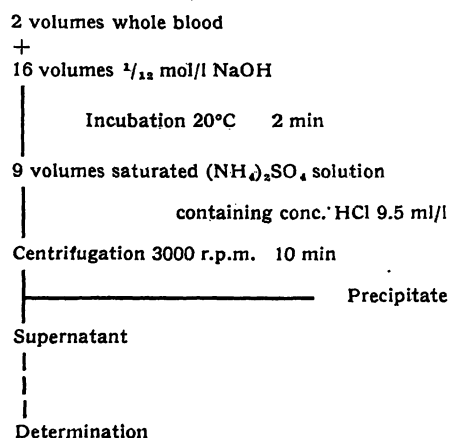 2 volumes whole blood
+
16 volumes ¹/₁₂ mol/l NaOH
Incubation 20°C 2 min
9 volumes saturated (NH₄)₂SO₄ solution
containing conc. HCl 9.5 ml/l
Centrifugation 3000 r.p.m. 10 min
Precipitate
Supernatant
Determination